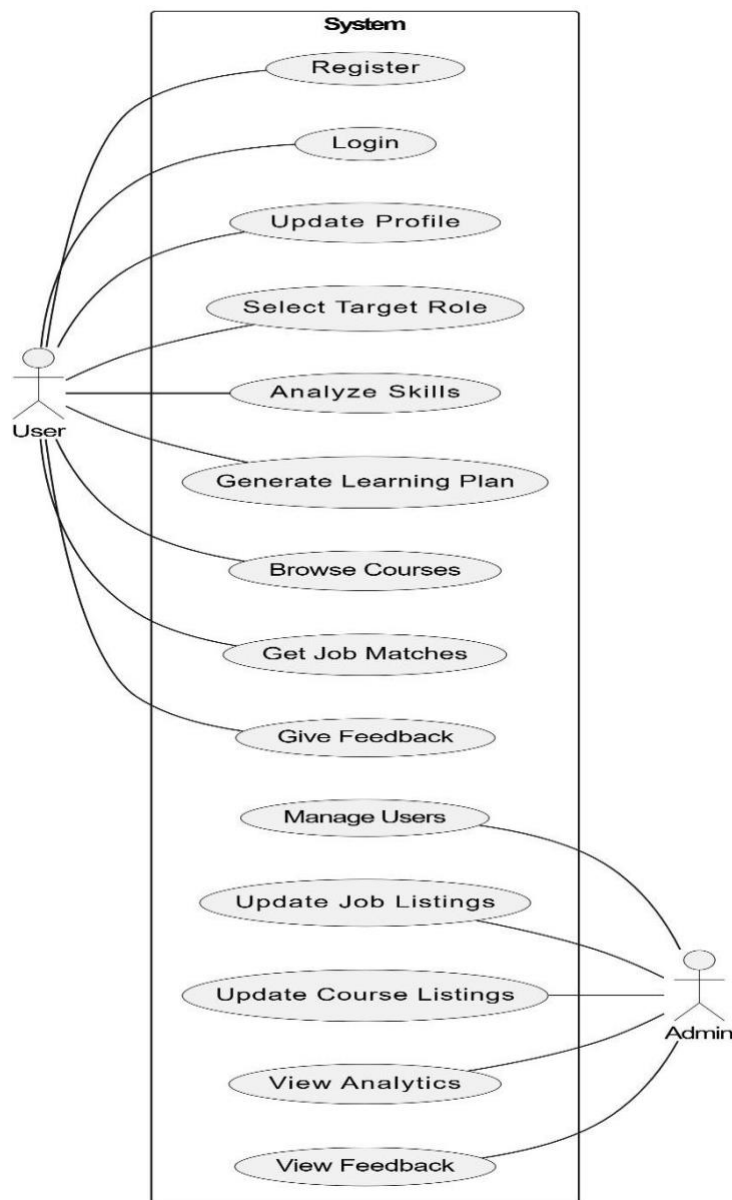 System
Register
Login
Update Profile
Select Target Role
Analyze Skills
User
Generate Learning Plan
Browse Courses
Get Job Matches
Give Feedback
Manage Users
Update Job Listings
Update Course Listings
Admin
View Analytics
View Feedback